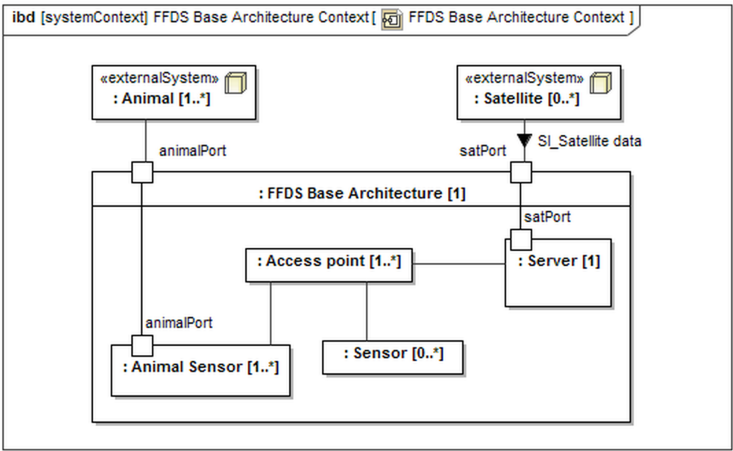 ibd [systemContext] FFDS Base Architecture Context [ FFDS Base Architecture Context ]
«externalSystem»
: Animal [1..*]
«externalSystem»
: Satellite [0..*]
SI_Satellite data
animalPort
satPort
: FFDS Base Architecture [1]
satPort
: Access point [1..*]
: Server [1]
animalPort
: Sensor [0..*]
: Animal Sensor [1..*]